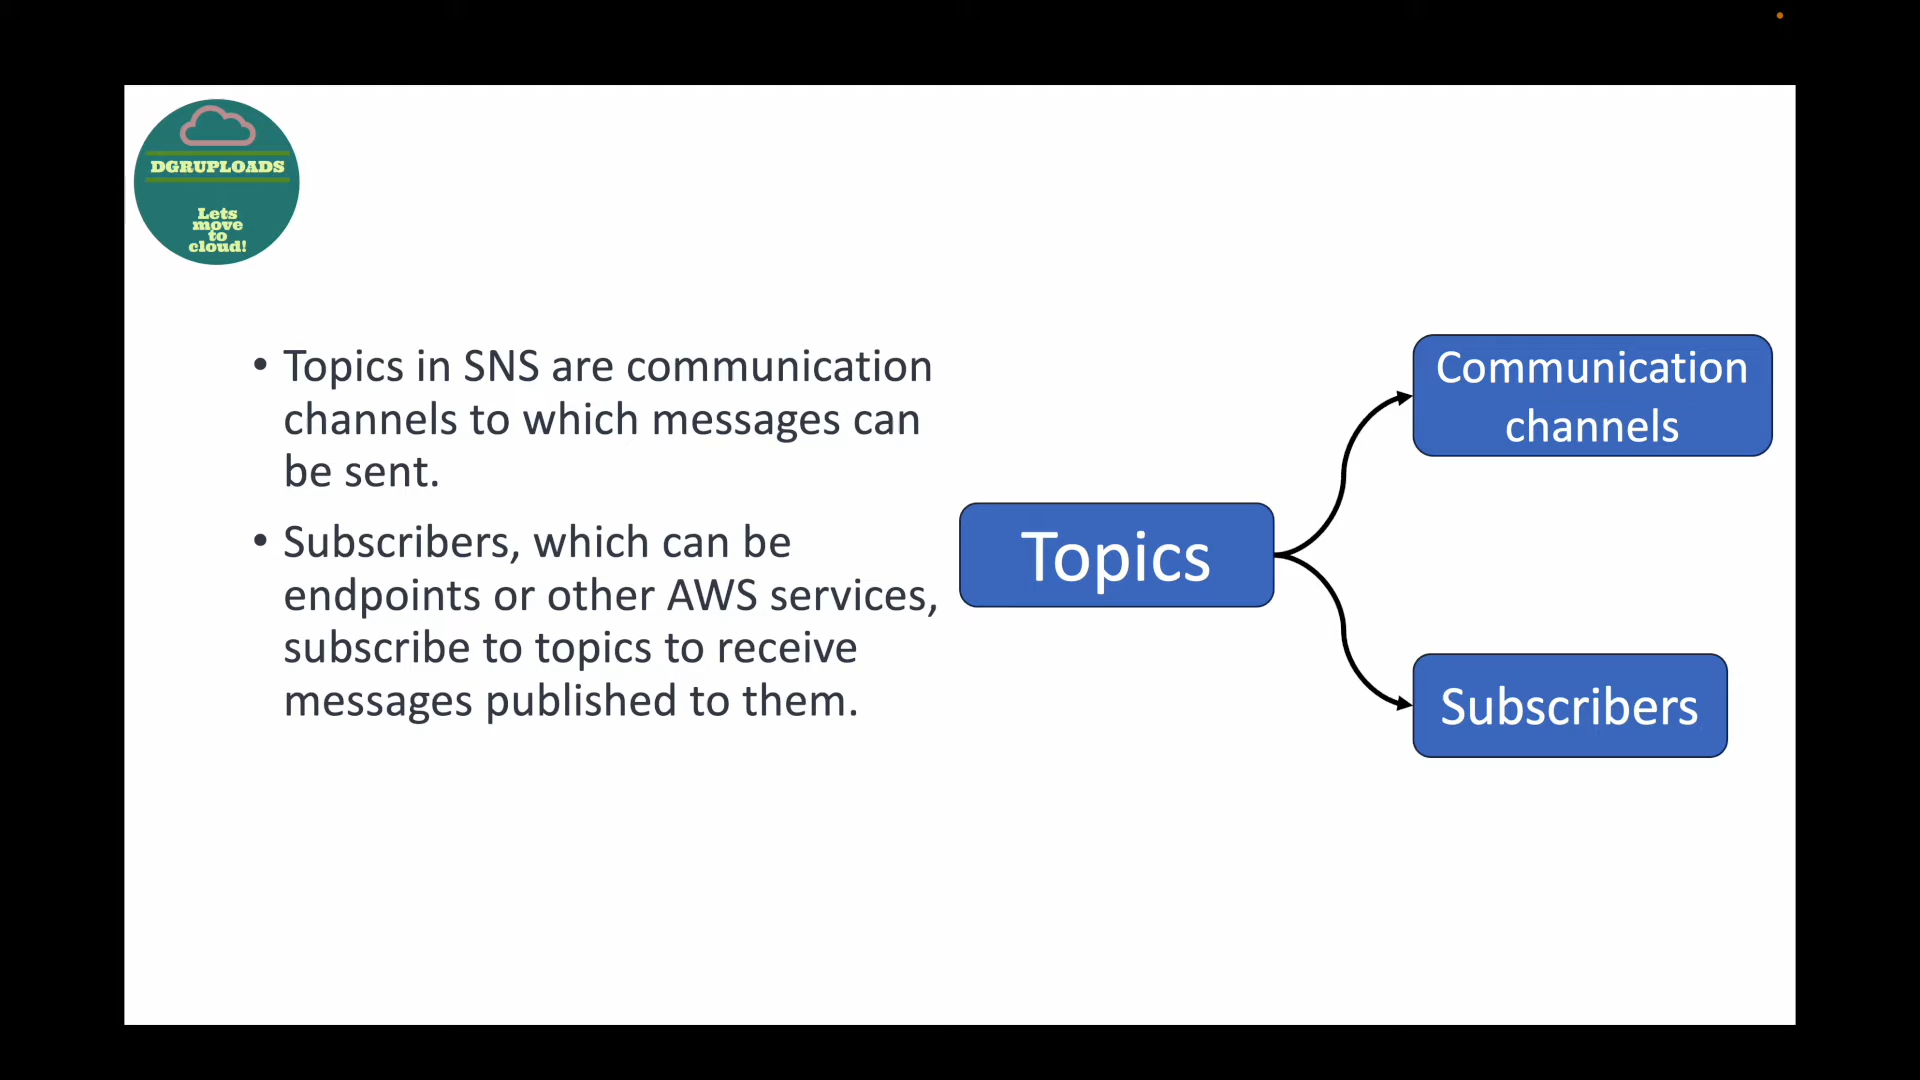 DGRUPLOADS
Lets
move
to
cloud!
• Topics in SNS are communication
channels to which messages can
be sent.
• Subscribers, which can be
endpoints or other AWS services,
subscribe to topics to receive
messages published to them.
Topics
Communication
channels
Subscribers